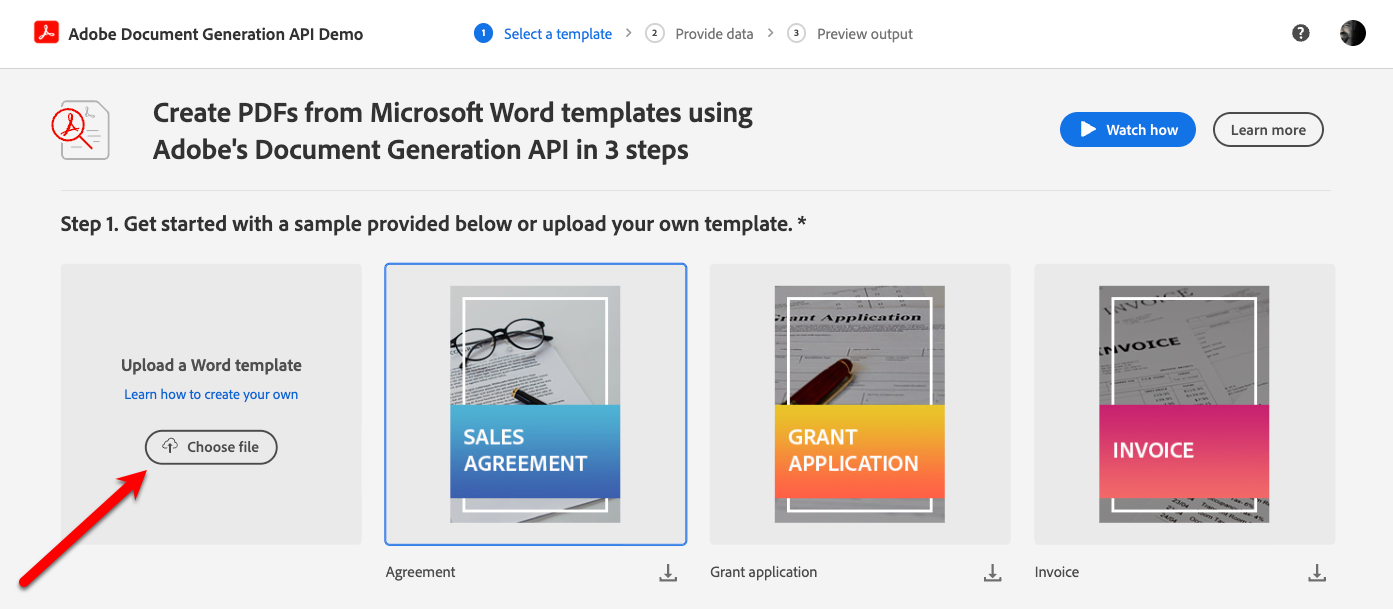 Adobe Document Generation API Demo
1 Select a template > 2 Provide data > 3 Preview output
?
Create PDFs from Microsoft Word templates using
Adobe's Document Generation API in 3 steps
Watch how
Learn more
Step 1. Get started with a sample provided below or upload your own template. *
Upload a Word template
Learn how to create your own
Choose file
SALES
AGREEMENT
Agreement
Grant Application
GRANT
APPLICATION
Grant application
INVOICE
INVOICE
INVOICE
Invoice